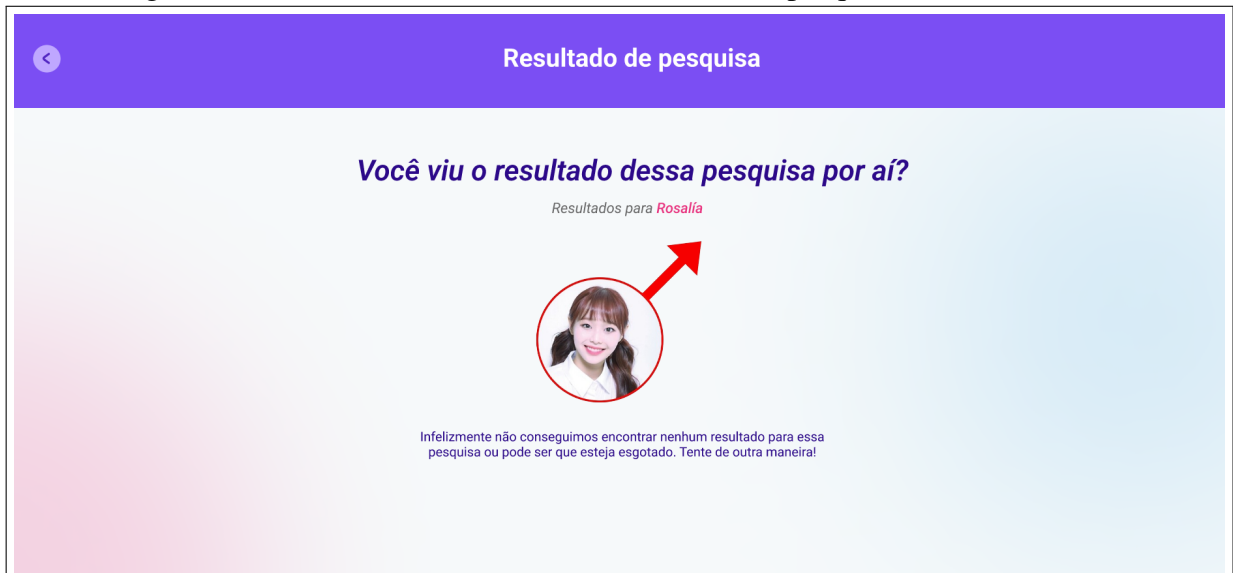 Resultado de pesquisa
Você viu o resultado dessa pesquisa por aí?
Resultados para Rosalía
Infelizmente não conseguimos encontrar nenhum resultado para essa
pesquisa ou pode ser que esteja esgotado. Tente de outra maneira!